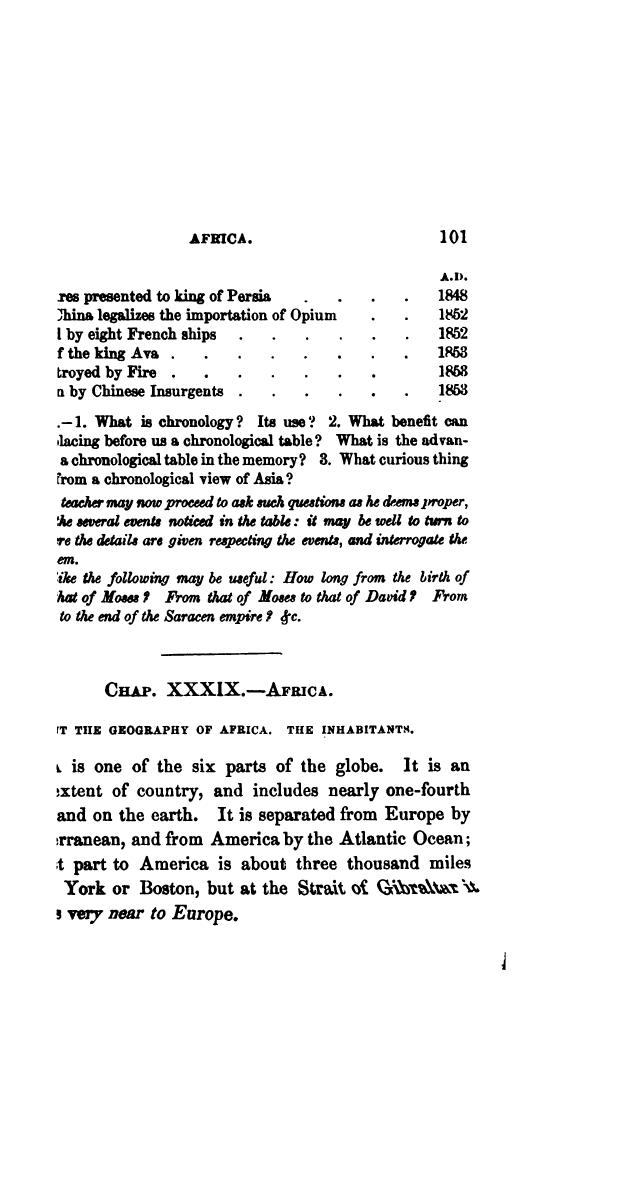 AFRICA. 101
A.D.
res presented to king of Persia . . . . 1848
China legalizes the importation of Opium . . 1852
l by eight French ships . . . . . . 1852
f the king Ava . . . . . . . . 1853
troyed by Fire . . . . . . . 1853
n by Chinese Insurgents . . . . . . 1853
.—1. What is chronology? Its use? 2. What benefit can
lacing before us a chronological table? What is the advan-
a chronological table in the memory? 3. What curious thing
from a chronological view of Asia?
teacher may now proceed to ask such questions as he deems proper,
the several events noticed in the table: it may be well to turn to
re the details are given respecting the events, and interrogate the
em.
ike the following may be useful: How long from the birth of
hat of Moses? From that of Moses to that of David? From
to the end of the Saracen empire? &c.
CHAP. XXXIX.—AFRICA.
T THE GEOGRAPHY OF AFRICA. THE INHABITANTS.
is one of the six parts of the globe. It is an
extent of country, and includes nearly one-fourth
and on the earth. It is separated from Europe by
rranean, and from America by the Atlantic Ocean;
t part to America is about three thousand miles
York or Boston, but at the Strait of Gibraltar it
s very near to Europe.